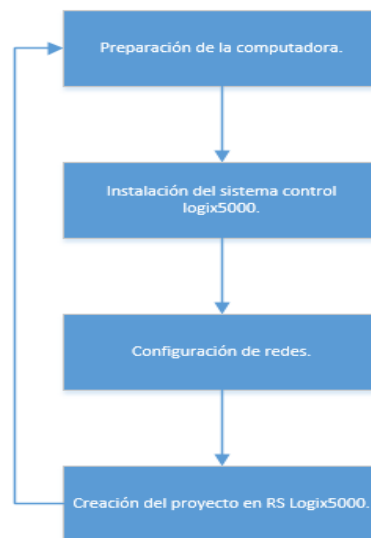 Preparación de la computadora.
Instalación del sistema control
logix5000.
Configuración de redes.
Creación del proyecto en RS Logix5000.